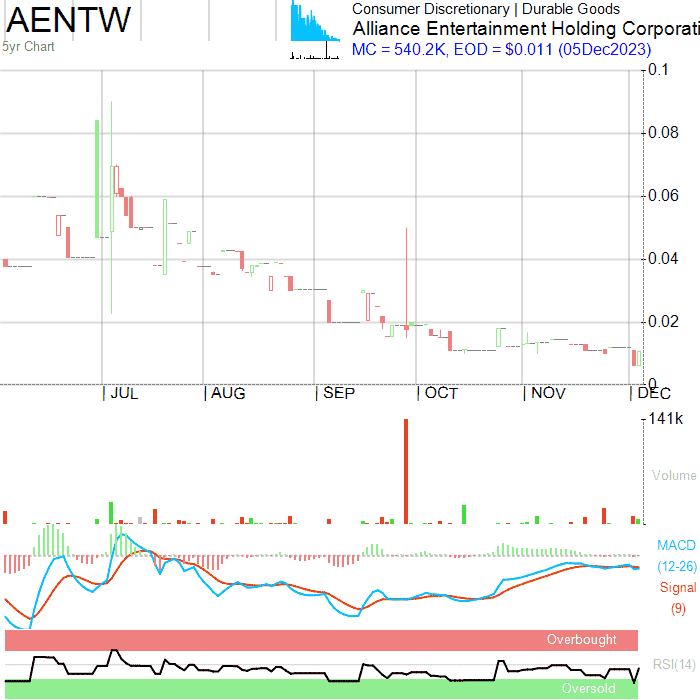 AENTW
5yr Chart
Consumer Discretionary | Durable Goods
Alliance Entertainment Holding Corporati
MC = 540.2K, EOD = $0.011 (05Dec2023)
0.1
0.08
0.06
0.04
0.02
0
| JUL | AUG | SEP | OCT | NOV | DEC
141k
Volume
MACD
(12-26)
Signal
(9)
Overbought
RSI(14)
Oversold